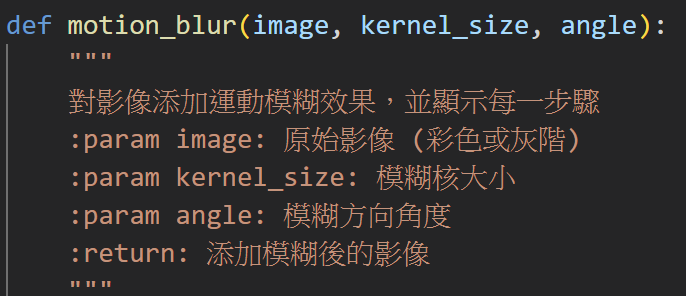 def motion_blur(image, kernel_size, angle):
"""
對影像添加運動模糊效果，並顯示每一步驟
:param image: 原始影像 (彩色或灰階)
:param kernel_size: 模糊核大小
:param angle: 模糊方向角度
:return: 添加模糊後的影像
"""